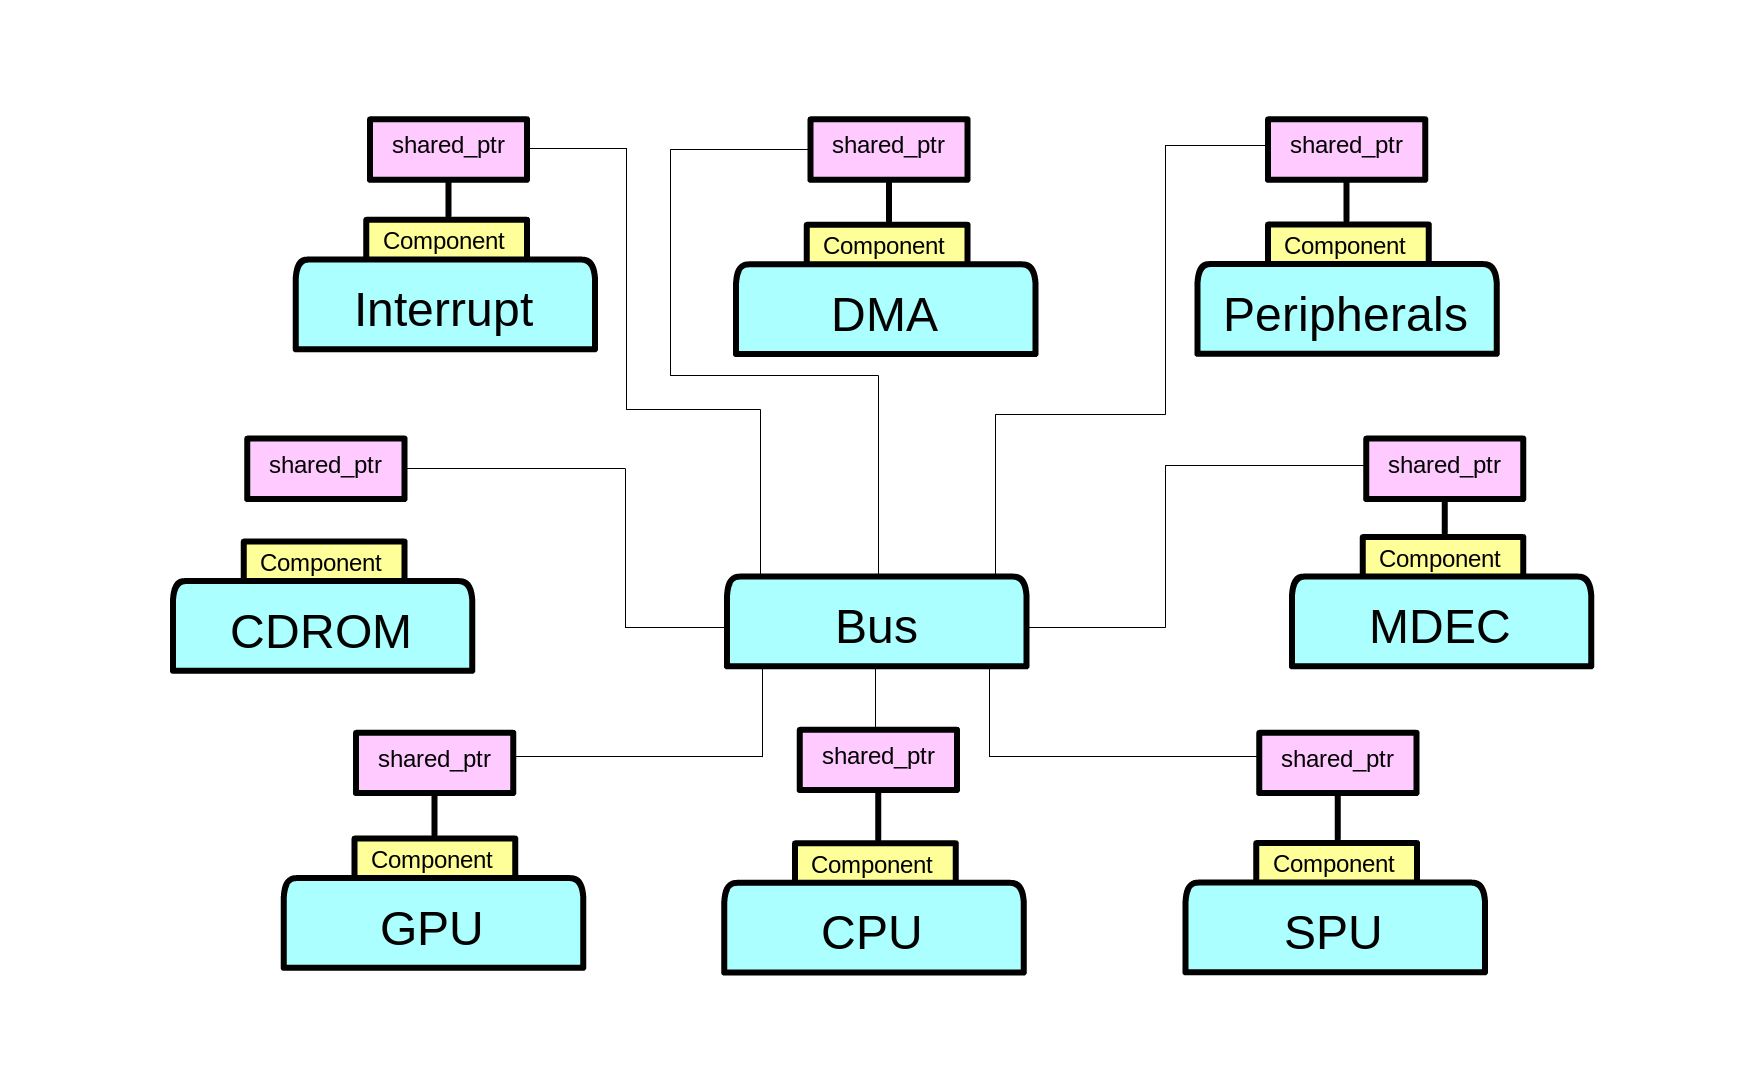 shared_ptr
Component
Interrupt
shared_ptr
Component
DMA
shared_ptr
Component
Peripherals
shared_ptr
Component
CDROM
Bus
shared_ptr
Component
MDEC
shared_ptr
Component
GPU
shared_ptr
Component
CPU
shared_ptr
Component
SPU